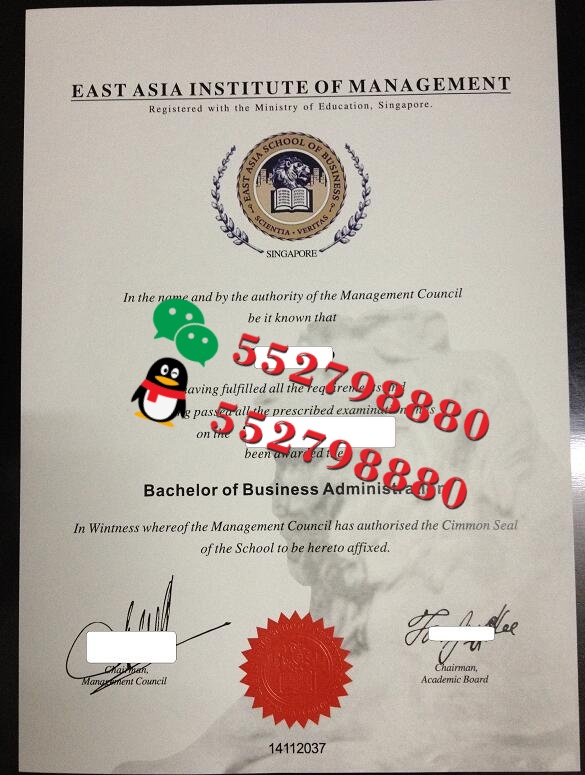 EAST ASIA INSTITUTE OF MANAGEMENT
Registered with the Ministry of Education, Singapore.
EAST ASIA SCHOOL OF BUSINESS
SCIENTIA · VERITAS
SINGAPORE
In the name and by the authority of the Management Council
be it known that
552798880
having fulfilled all the requirements and
passed all the prescribed
552798880
on the
been awarded the
Bachelor of Business Administration
In Wintness whereof the Management Council has authorised the Cimmon Seal
of the School to be hereto affixed.
Chairman,
Management Council
Chairman,
Academic Board
14112037